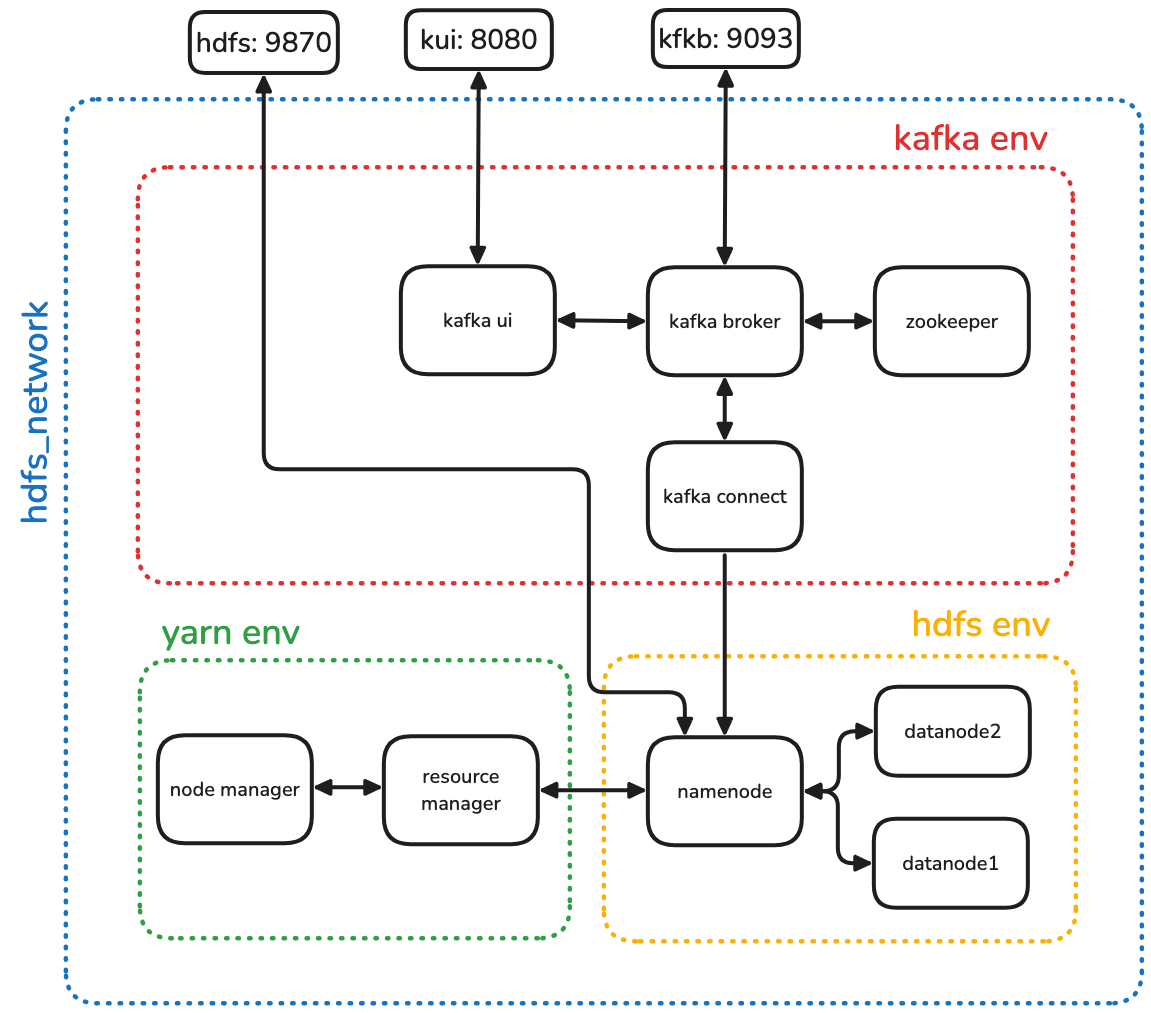 hdfs: 9870
kui: 8080
kfkb: 9093
kafka env
hdfs_network
kafka ui
kafka broker
zookeeper
kafka connect
yarn env
hdfs env
node manager
resource
manager
namenode
datanode2
datanode1